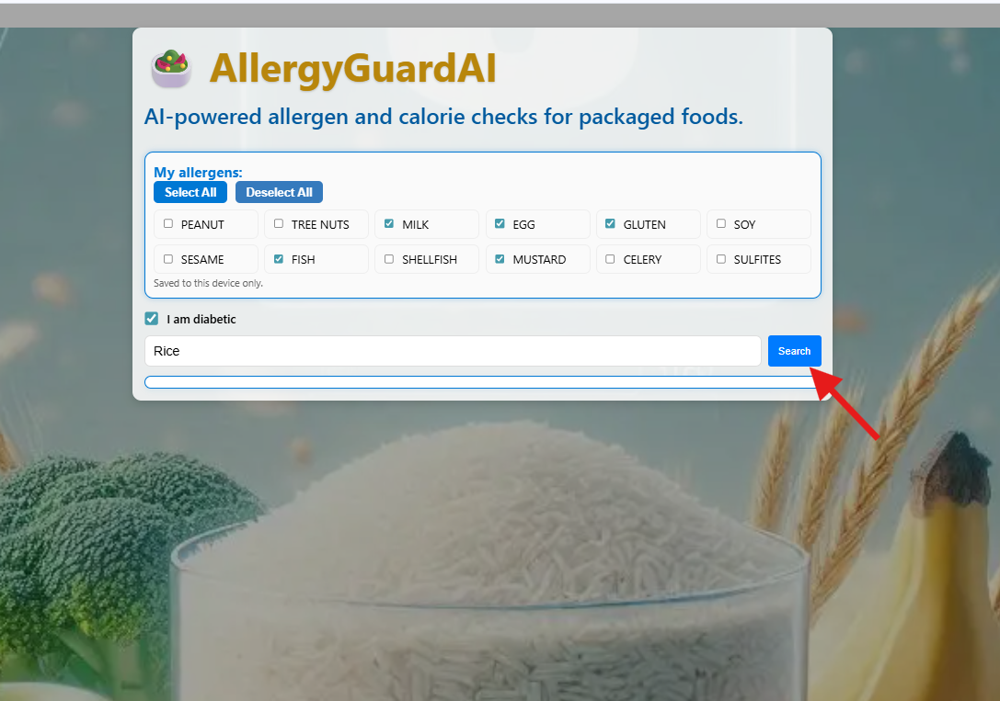 AllergyGuardAI
AI-powered allergen and calorie checks for packaged foods.
My allergens:
Select All Deselect All
PEANUT TREE NUTS MILK EGG GLUTEN SOY
SESAME FISH SHELLFISH MUSTARD CELERY SULFITES
Saved to this device only.
I am diabetic
Rice Search